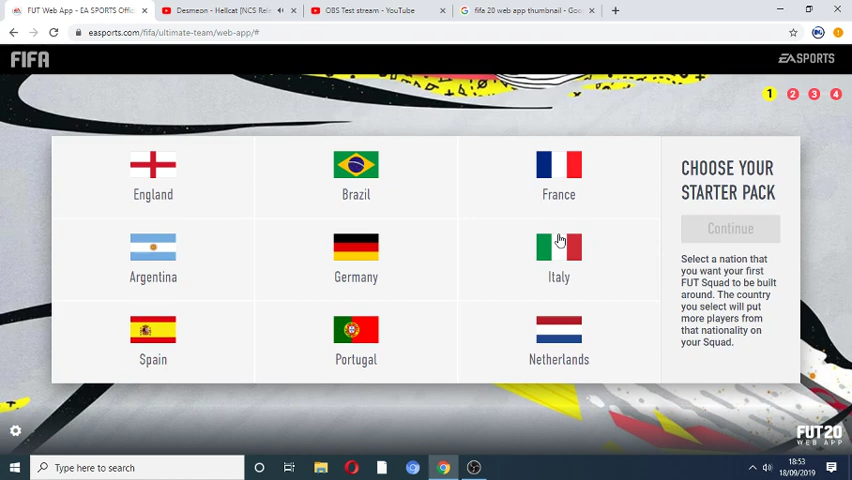 FUT Web App - EA SPORTS Offic
Desmeon - Hellcat [NCS Rele
OBS Test stream - YouTube
fifa 20 web app thumbnail - Goo
easports.com/fifa/ultimate-team/web-app/#
FIFA
EA SPORTS
1 2 3 4
England
Brazil
France
Argentina
Germany
Italy
Spain
Portugal
Netherlands
CHOOSE YOUR
STARTER PACK
Continue
Select a nation that
you want your first
FUT Squad to be built
around. The country
you select will put
more players from
that nationality on
your Squad.
FUT20
WEB APP
Type here to search
18:53
18/09/2019